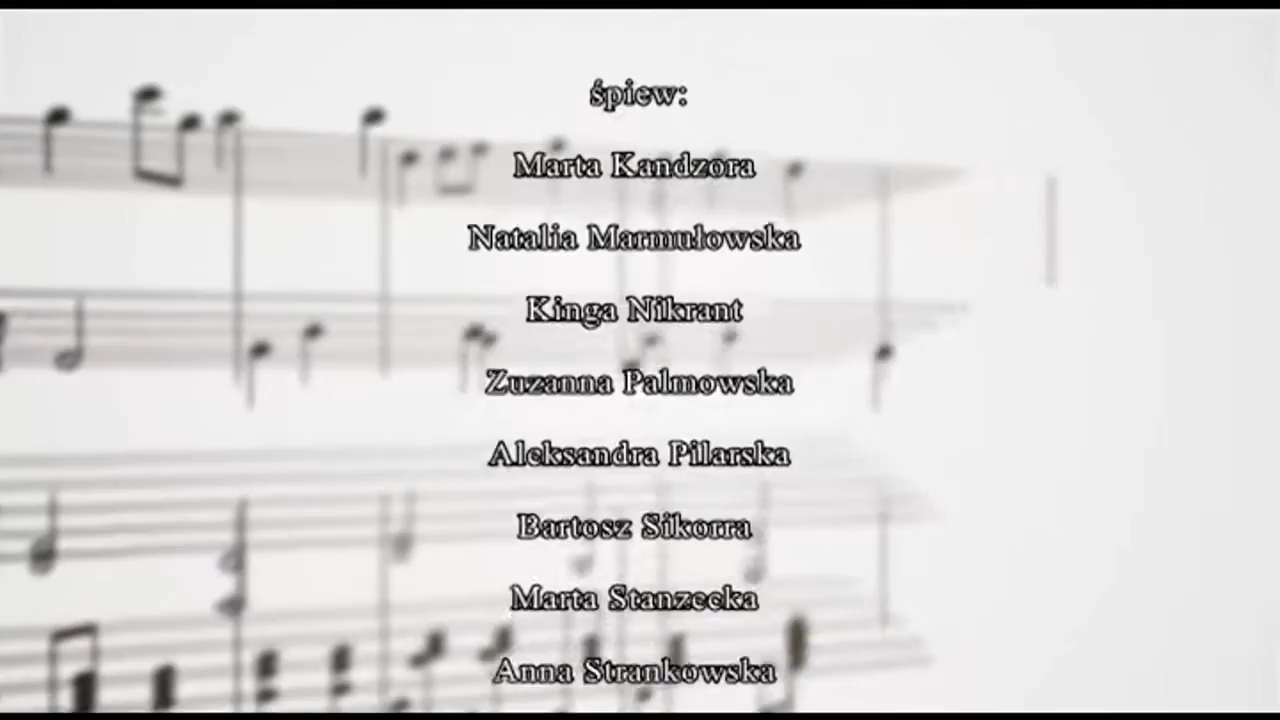 śpiew:
Marta Kandzora
Natalia Marmułowska
Kinga Nikrant
Zuzanna Palmowska
Aleksandra Pilarska
Bartosz Sikorra
Marta Stanzecka
Anna Strankowska